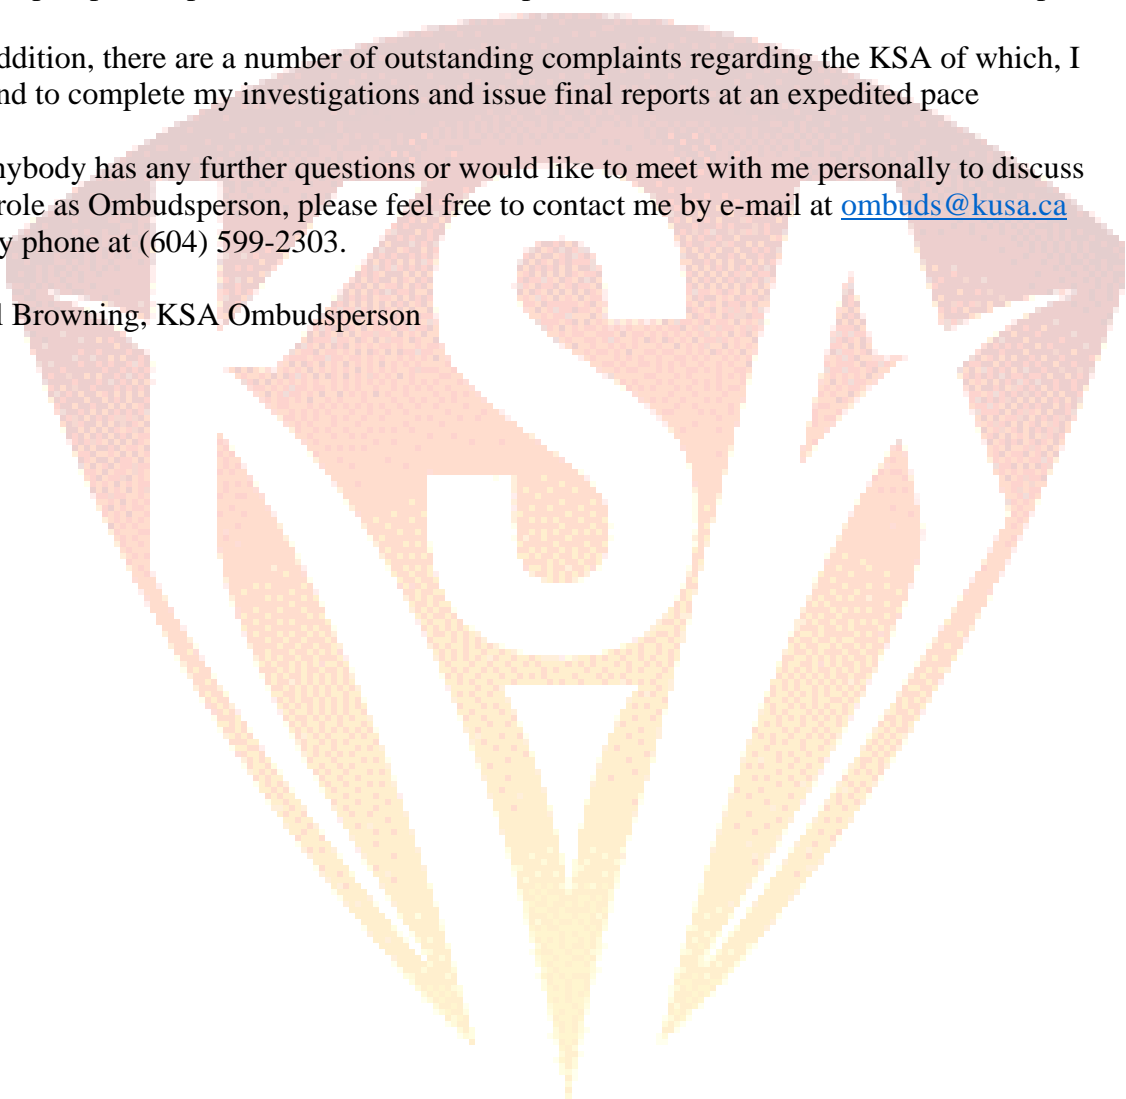 ddition, there are a number of outstanding complaints regarding the KSA of which, I
nd to complete my investigations and issue final reports at an expedited pace
nybody has any further questions or would like to meet with me personally to discuss
role as Ombudsperson, please feel free to contact me by e-mail at ombuds@kusa.ca
y phone at (604) 599-2303.
l Browning, KSA Ombudsperson
KSA